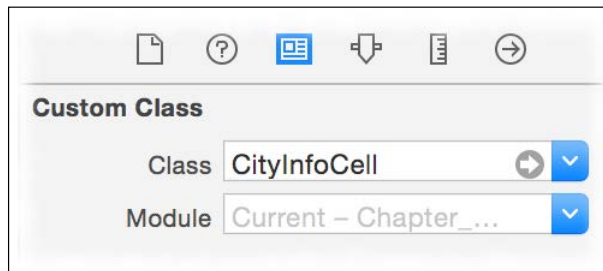 Custom Class
Class CityInfoCell
Module Current – Chapter_...